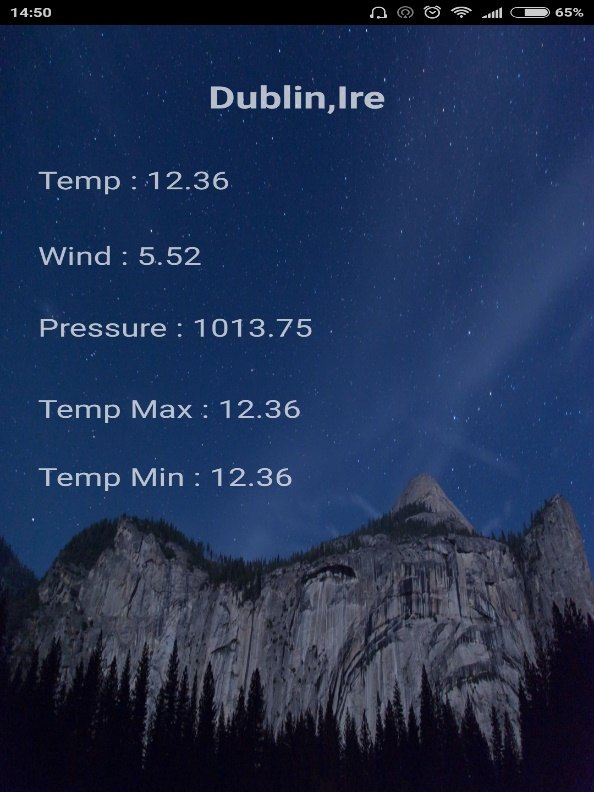 14:50 65%
Dublin,Ire
Temp : 12.36
Wind : 5.52
Pressure : 1013.75
Temp Max : 12.36
Temp Min : 12.36